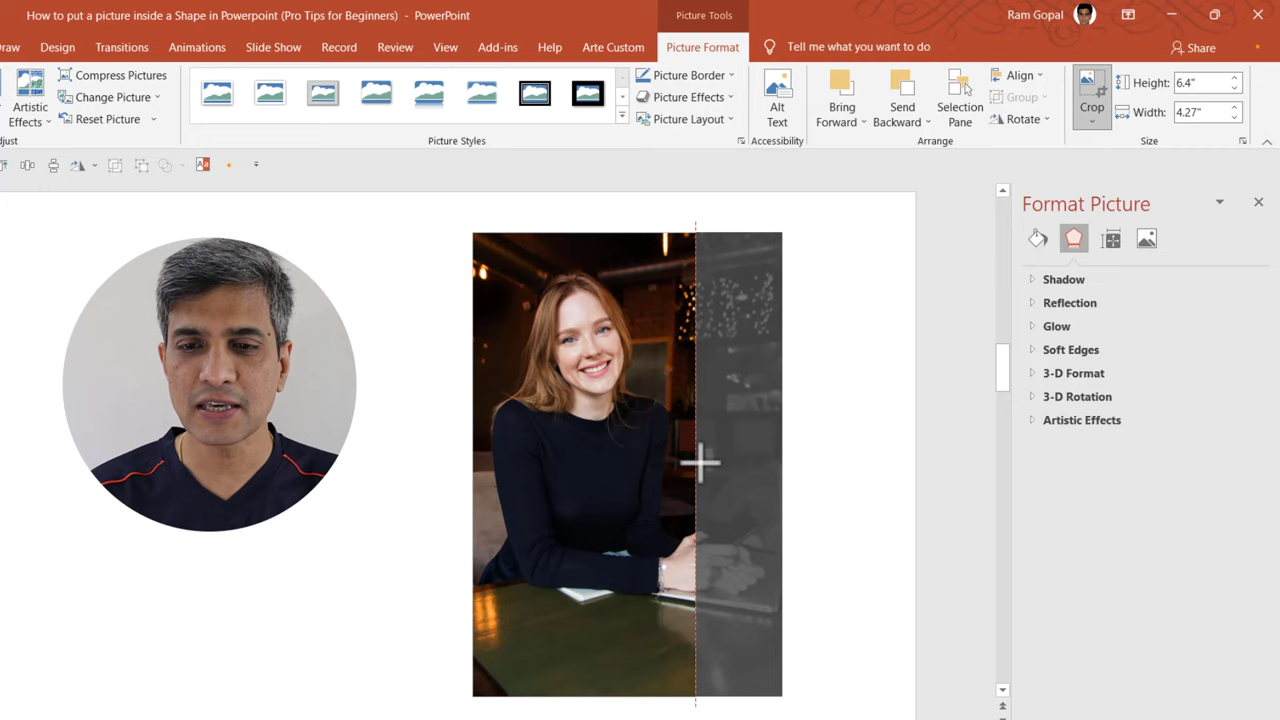 How to put a picture inside a Shape in Powerpoint (Pro Tips for Beginners) - PowerPoint
Picture Tools
Ram Gopal
raw
Design
Transitions
Animations
Slide Show
Record
Review
View
Add-ins
Help
Arte Custom
Picture Format
Tell me what you want to do
Share
Artistic
Effects
Compress Pictures
Change Picture
Reset Picture
Picture Border
Picture Effects
Picture Layout
Alt
Text
Bring
Forward
Send
Backward
Selection
Pane
Align
Group
Rotate
Crop
Height: 6.4"
Width: 4.27"
djust
Picture Styles
Accessibility
Arrange
Size
Format Picture
Shadow
Reflection
Glow
Soft Edges
3-D Format
3-D Rotation
Artistic Effects